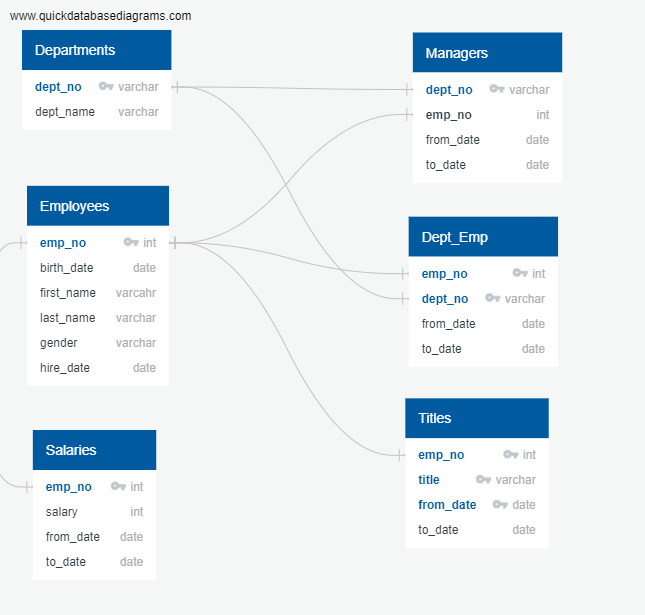 www.quickdatabasediagrams.com
Departments
dept_no varchar
dept_name varchar
Managers
dept_no varchar
emp_no int
from_date date
to_date date
Employees
emp_no int
birth_date date
first_name varcahr
last_name varchar
gender varchar
hire_date date
Dept_Emp
emp_no int
dept_no varchar
from_date date
to_date date
Salaries
emp_no int
salary int
from_date date
to_date date
Titles
emp_no int
title varchar
from_date date
to_date date